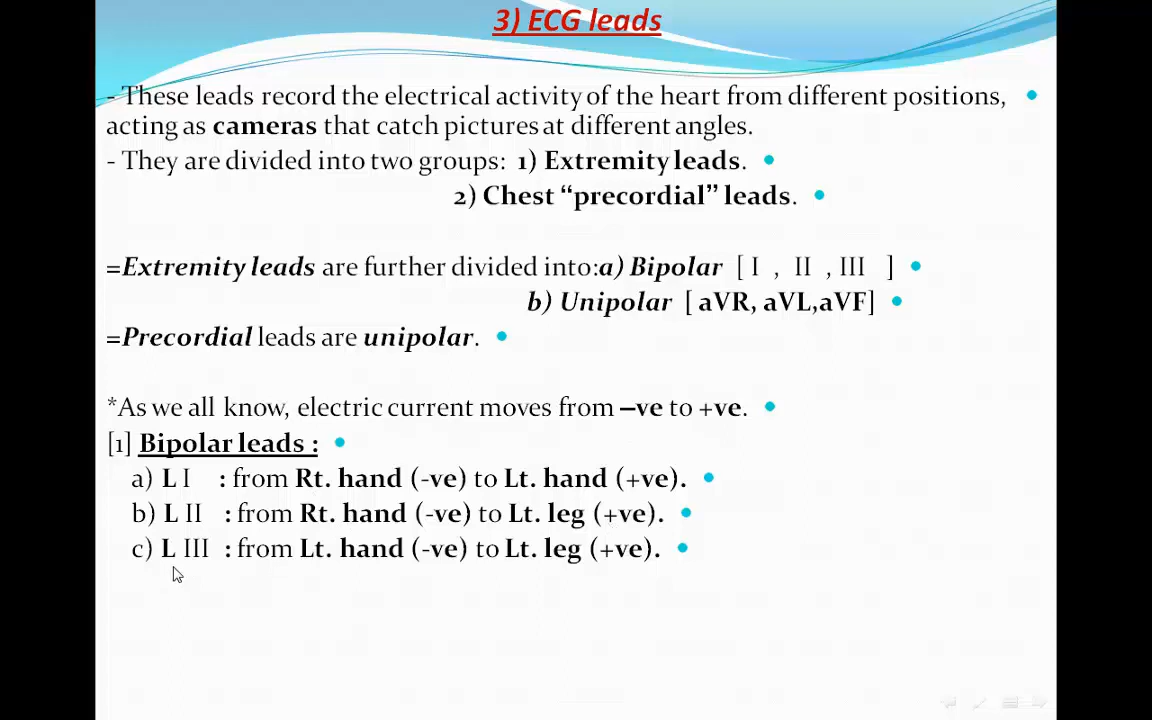 3) ECG leads
- These leads record the electrical activity of the heart from different positions,
acting as cameras that catch pictures at different angles.
- They are divided into two groups: 1) Extremity leads.
2) Chest “precordial” leads.
=Extremity leads are further divided into:a) Bipolar [ I , II , III ]
b) Unipolar [ aVR, aVL,aVF]
=Precordial leads are unipolar.
*As we all know, electric current moves from –ve to +ve.
[1] Bipolar leads :
a) L I : from Rt. hand (-ve) to Lt. hand (+ve).
b) L II : from Rt. hand (-ve) to Lt. leg (+ve).
c) L III : from Lt. hand (-ve) to Lt. leg (+ve).